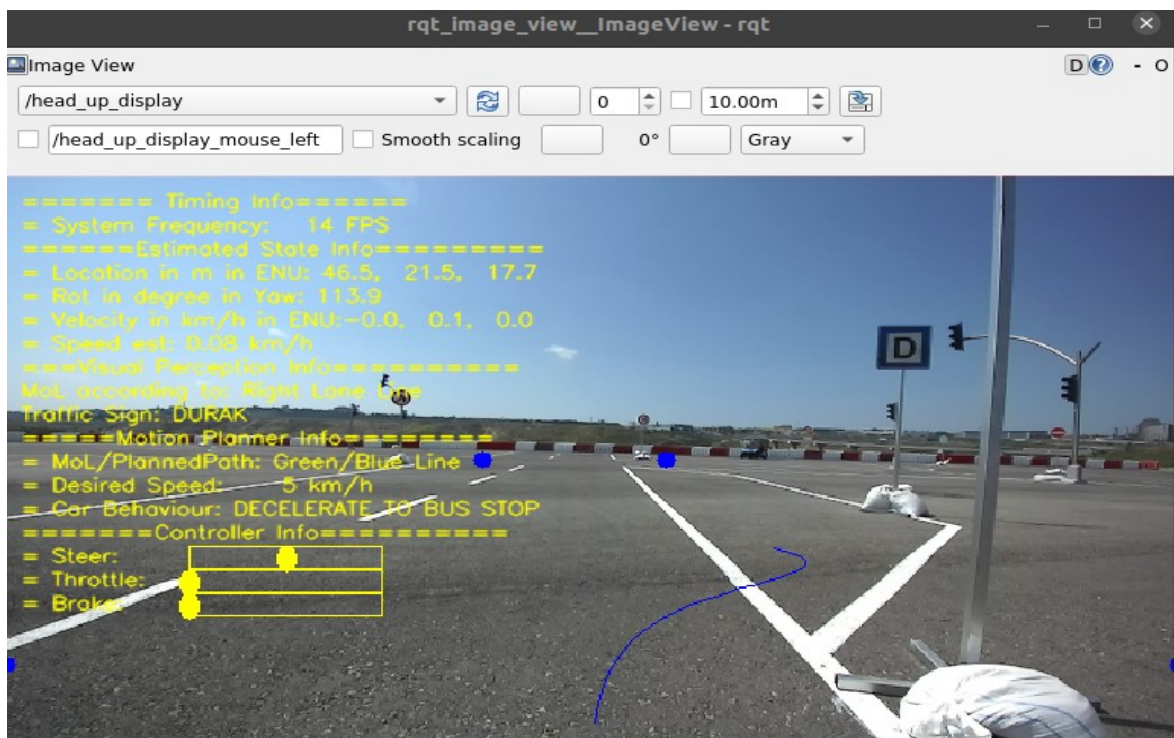 rqt_image_view__ImageView - rqt
Image View
D
- O
/head_up_display
0
10.00m
/head_up_display_mouse_left
Smooth scaling
0°
Gray
======= Timing Info======
= System Frequency: 14 FPS
======Estimated State Info=========
= Location in m in ENU: 46.5, 21.5, 17.7
= Rot in degree in Yaw: 113.9
= Velocity in km/h in ENU:-0.0, 0.1, 0.0
= Speed est: 0.08 km/h
===Visual Perception Info==========
MoL according to: Right Lane Line
Traffic Sign: DURAK
=====Motion Planner Info========
= MoL/PlannedPath: Green/Blue Line
= Desired Speed: 5 km/h
= Car Behaviour: DECELERATE TO BUS STOP
=======Controller Info==========
= Steer:
= Throttle:
= Brake:
D